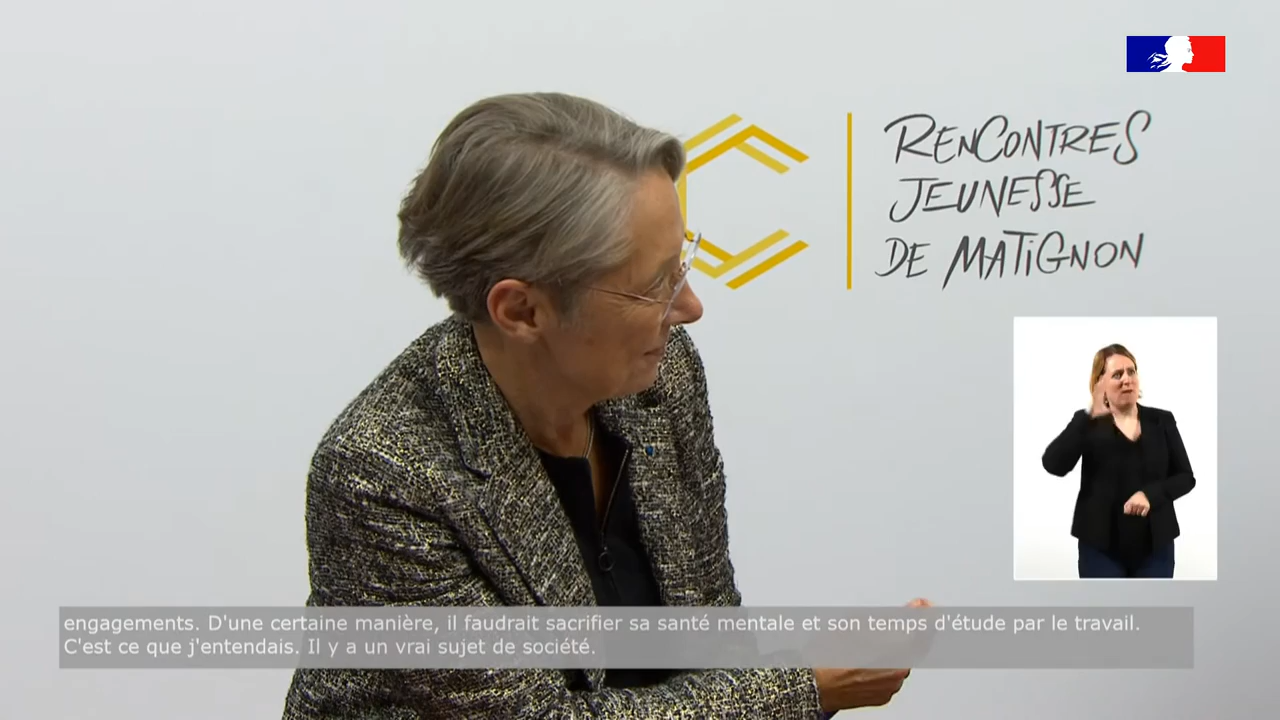 RENCONTRES
JEUNESSE
DE MATIGNON
engagements. D'une certaine manière, il faudrait sacrifier sa santé mentale et son temps d'étude par le travail.
C'est ce que j'entendais. Il y a un vrai sujet de société.